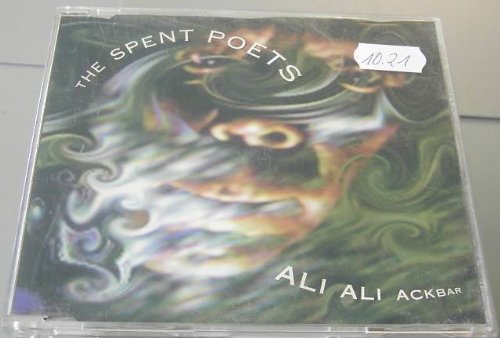 THE SPENT POETS
10.21
ALI ALI ACKBAR